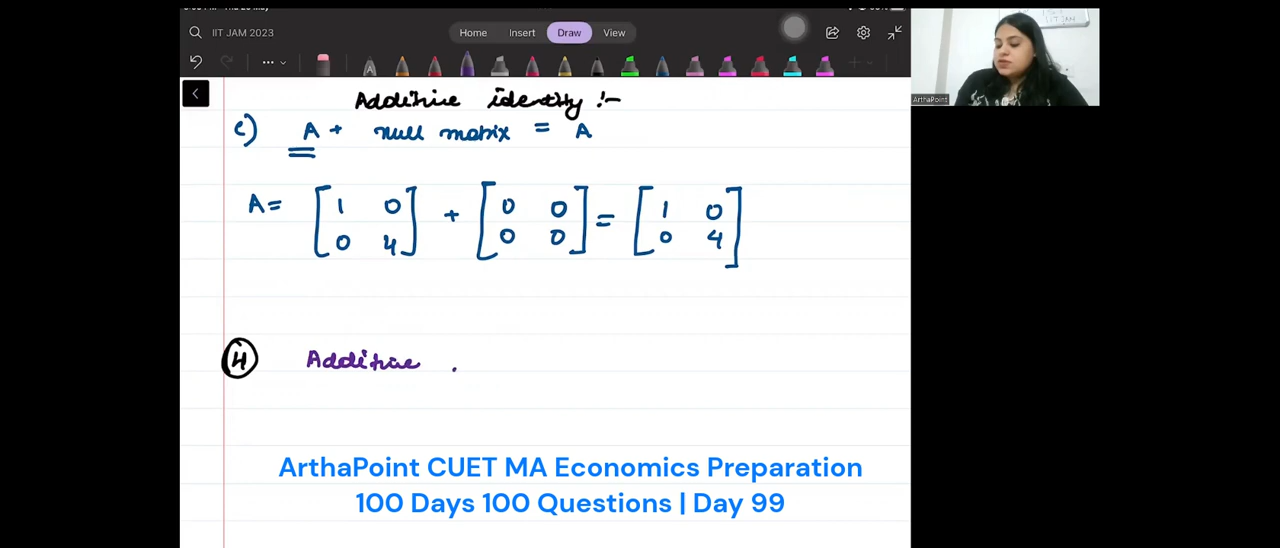 IIT JAM 2023
Home Insert Draw View
Additive identity :-
c) A + null matrix = A
A = [1 0 0 4] + [0 0 0 0] = [1 0 0 4]
4 Additive
ArthaPoint
ArthaPoint CUET MA Economics Preparation
100 Days 100 Questions | Day 99